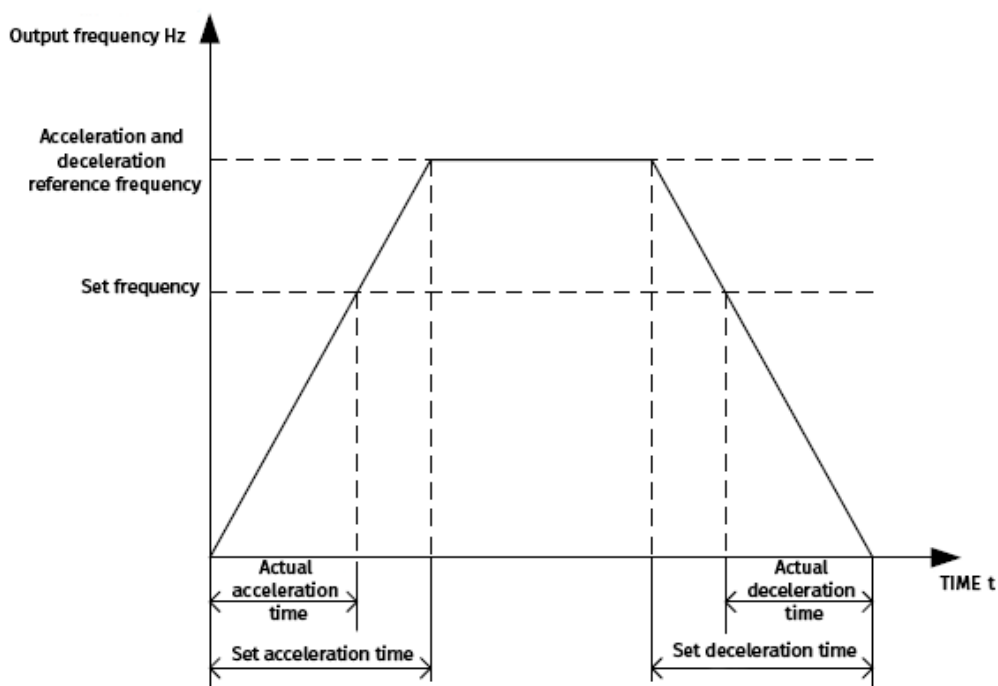 Output frequency Hz
Acceleration and
deceleration
reference frequency
Set frequency
Actual
acceleration
time
Actual
deceleration
time
TIME t
Set acceleration time
Set deceleration time